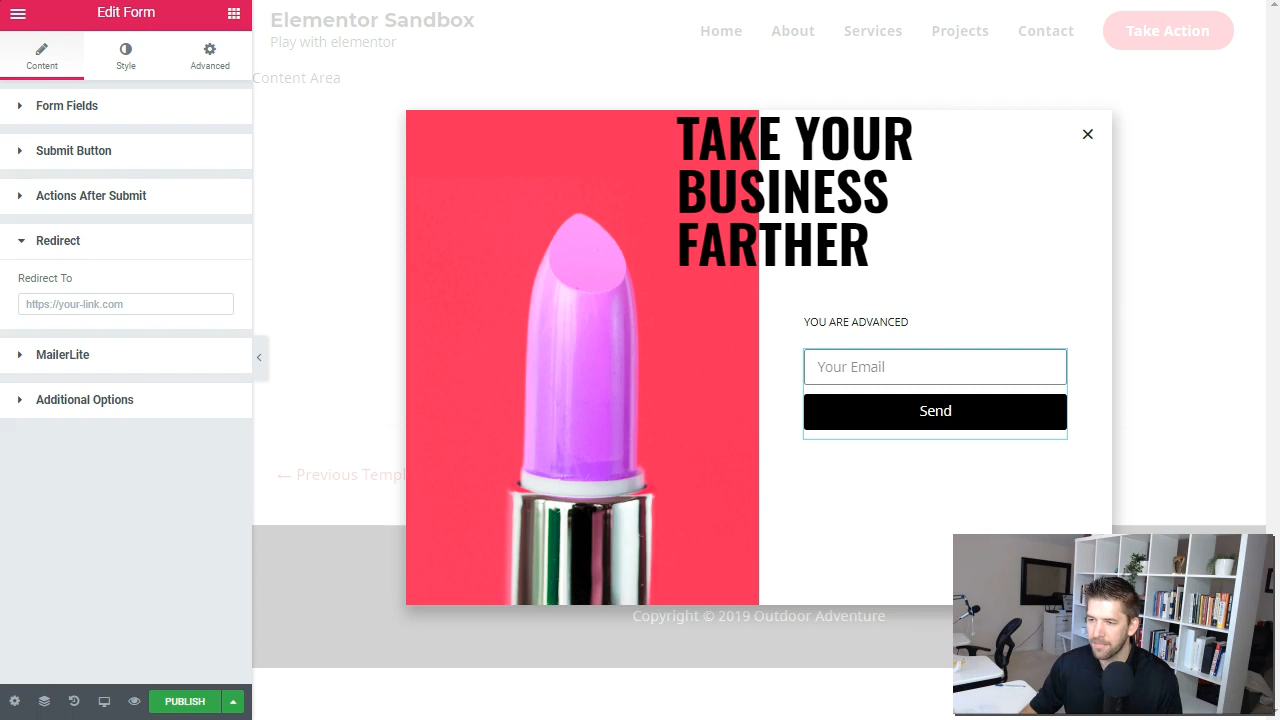 Edit Form
Content
Style
Advanced
Form Fields
Submit Button
Actions After Submit
Redirect
Redirect To
https://your-link.com
MailerLite
Additional Options
PUBLISH
Elementor Sandbox
Play with elementor
Home
About
Services
Projects
Contact
Take Action
Content Area
TAKE YOUR
BUSINESS
FARTHER
YOU ARE ADVANCED
Your Email
Send
← Previous Templ
Copyright © 2019 Outdoor Adventure